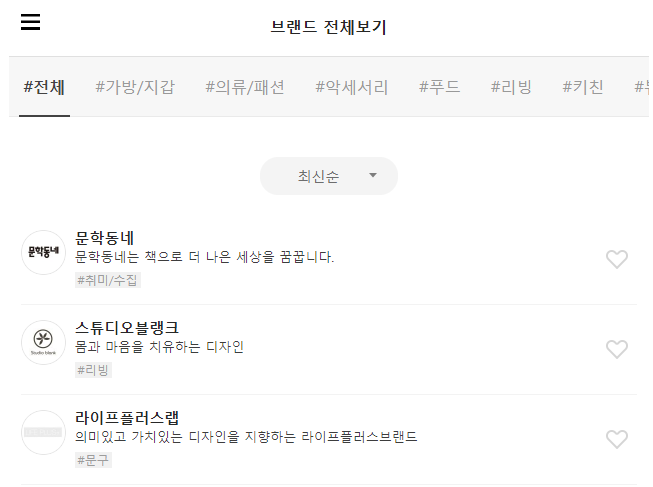 브랜드 전체보기
#전체 #가방/지갑 #의류/패션 #악세서리 #푸드 #리빙 #키친
최신순
문학동네
문학동네
문학동네는 책으로 더 나은 세상을 꿈꿉니다.
#취미/수집
스튜디오블랭크
Studio blank
몸과 마음을 치유하는 디자인
#리빙
라이프플러스랩
의미있고 가치있는 디자인을 지향하는 라이프플러스브랜드
#문구